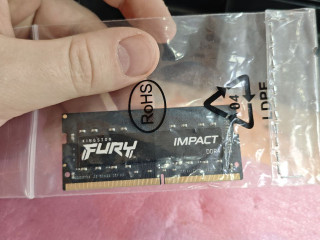 RoHS
04
LDPE
KINGSTON
FURY
IMPACT
DDR4